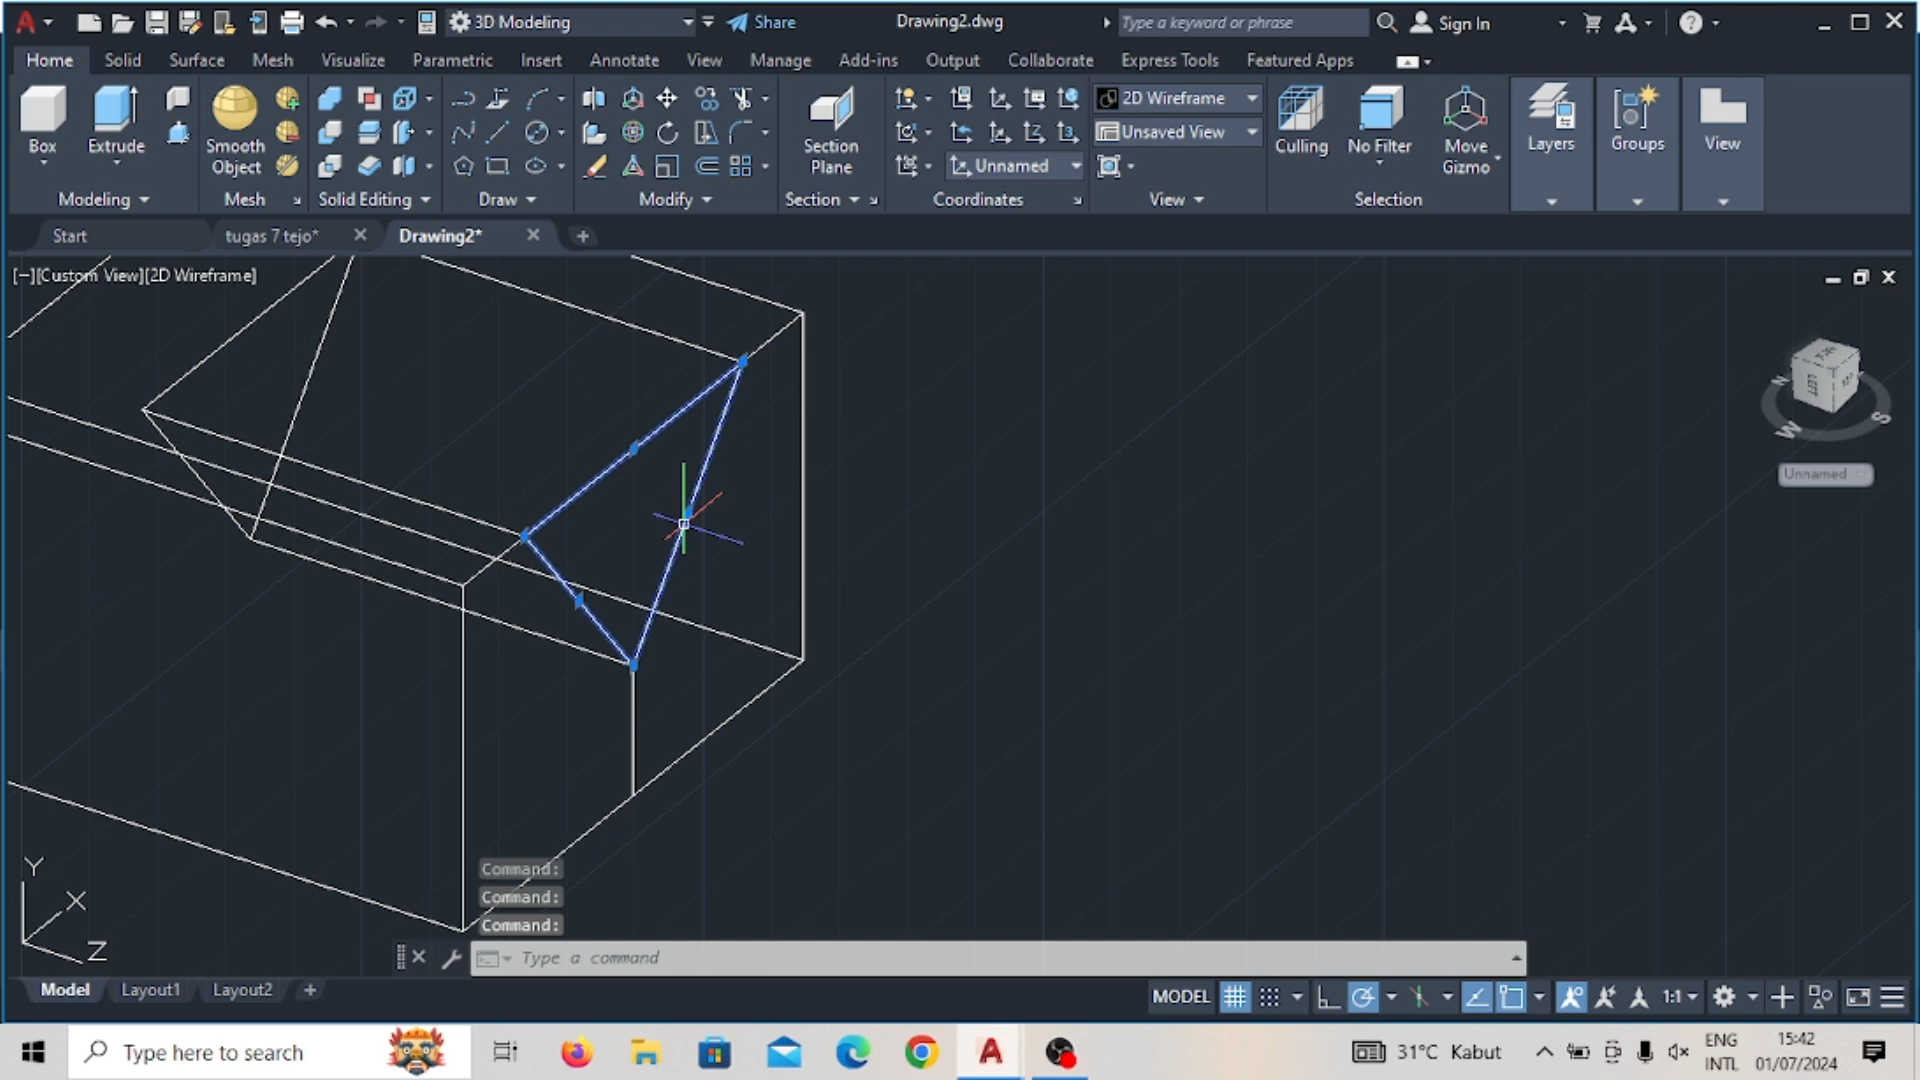 3D Modeling
Share
Drawing2.dwg
Type a keyword or phrase
Sign In
Home
Solid
Surface
Mesh
Visualize
Parametric
Insert
Annotate
View
Manage
Add-ins
Output
Collaborate
Express Tools
Featured Apps
Box
Extrude
Smooth
Object
Section
Plane
Unnamed
2D Wireframe
Unsaved View
Culling
No Filter
Move
Gizmo
Layers
Groups
View
Modeling
Mesh
Solid Editing
Draw
Modify
Section
Coordinates
View
Selection
Start
tugas 7 tejo*
Drawing2*
[−][Custom View][2D Wireframe]
LEFT
N
S
W
Unnamed
Y
X
Z
Command:
Command:
Command:
Type a command
Model
Layout1
Layout2
MODEL
1:1
Type here to search
31°C Kabut
ENG
INTL
15:42
01/07/2024